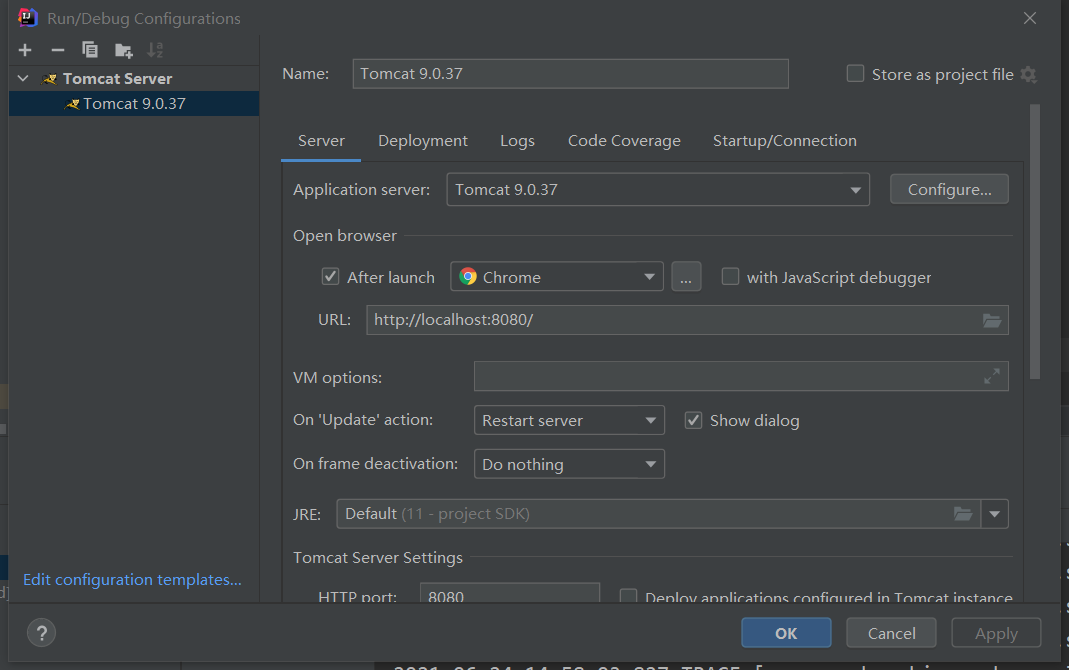 Run/Debug Configurations
Tomcat Server
Tomcat 9.0.37
Name: Tomcat 9.0.37 Store as project file
Server Deployment Logs Code Coverage Startup/Connection
Application server: Tomcat 9.0.37 Configure...
Open browser
After launch Chrome ... with JavaScript debugger
URL: http://localhost:8080/
VM options:
On 'Update' action: Restart server Show dialog
On frame deactivation: Do nothing
JRE: Default (11 - project SDK)
Tomcat Server Settings
HTTP port: 8080 Deploy applications configured in Tomcat instance
Edit configuration templates...
? OK Cancel Apply